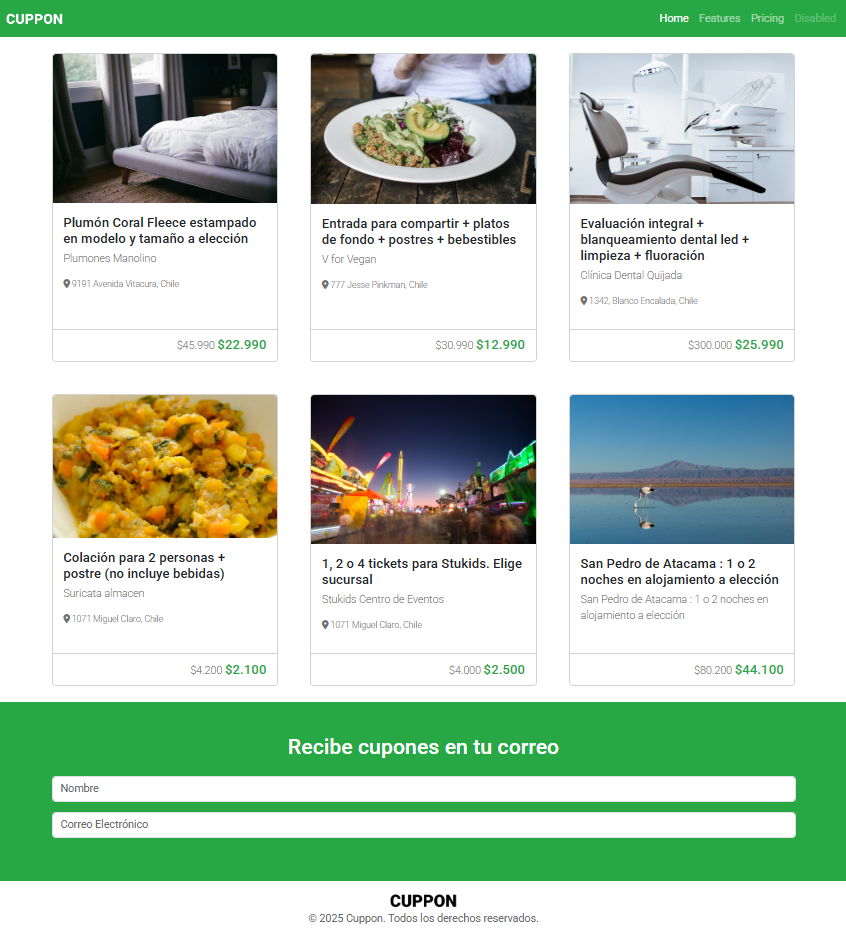 CUPPON
Home Features Pricing Disabled
Plumón Coral Fleece estampado
en modelo y tamaño a elección
Plumones Manolino
9191 Avenida Vitacura, Chile
$45.990 $22.990
Entrada para compartir + platos
de fondo + postres + bebestibles
V for Vegan
777 Jesse Pinkman, Chile
$30.990 $12.990
Evaluación integral +
blanqueamiento dental led +
limpieza + fluoración
Clínica Dental Quijada
1342, Blanco Encalada, Chile
$300.000 $25.990
Colación para 2 personas +
postre (no incluye bebidas)
Suricata almacen
1071 Miguel Claro, Chile
$4.200 $2.100
1, 2 o 4 tickets para Stukids. Elige
sucursal
Stukids Centro de Eventos
1071 Miguel Claro, Chile
$4.000 $2.500
San Pedro de Atacama : 1 o 2
noches en alojamiento a elección
San Pedro de Atacama : 1 o 2 noches en
alojamiento a elección
$80.200 $44.100
Recibe cupones en tu correo
Nombre
Correo Electrónico
CUPPON
© 2025 Cuppon. Todos los derechos reservados.